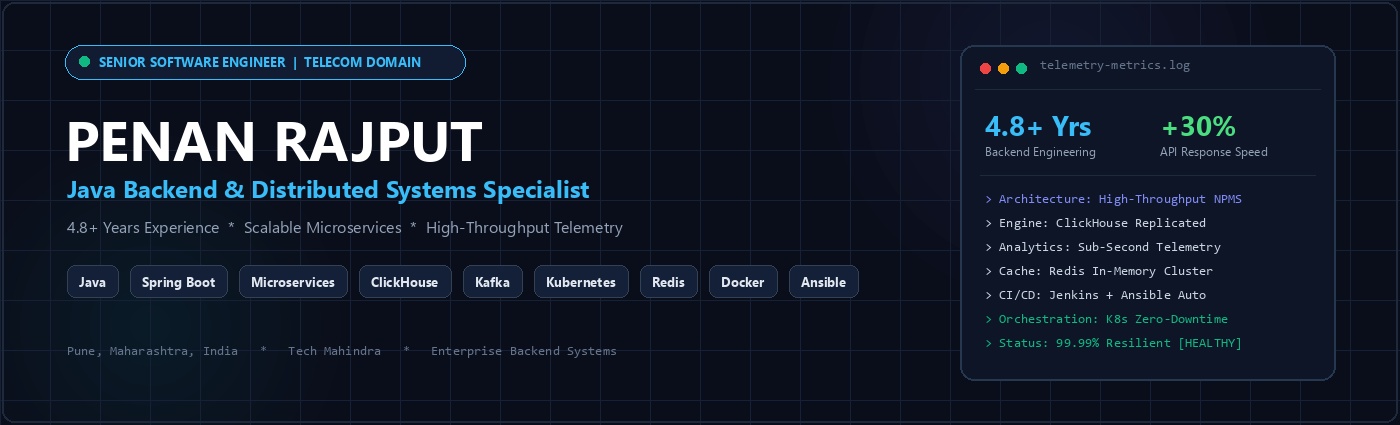 SENIOR SOFTWARE ENGINEER | TELECOM DOMAIN
PENAN RAJPUT
Java Backend & Distributed Systems Specialist
4.8+ Years Experience * Scalable Microservices * High-Throughput Telemetry
Java Spring Boot Microservices ClickHouse Kafka Kubernetes Redis Docker Ansible
Pune, Maharashtra, India * Tech Mahindra * Enterprise Backend Systems
telemetry-metrics.log
4.8+ Yrs +30%
Backend Engineering API Response Speed
> Architecture: High-Throughput NPMS
> Engine: ClickHouse Replicated
> Analytics: Sub-Second Telemetry
> Cache: Redis In-Memory Cluster
> CI/CD: Jenkins + Ansible Auto
> Orchestration: K8s Zero-Downtime
> Status: 99.99% Resilient [HEALTHY]